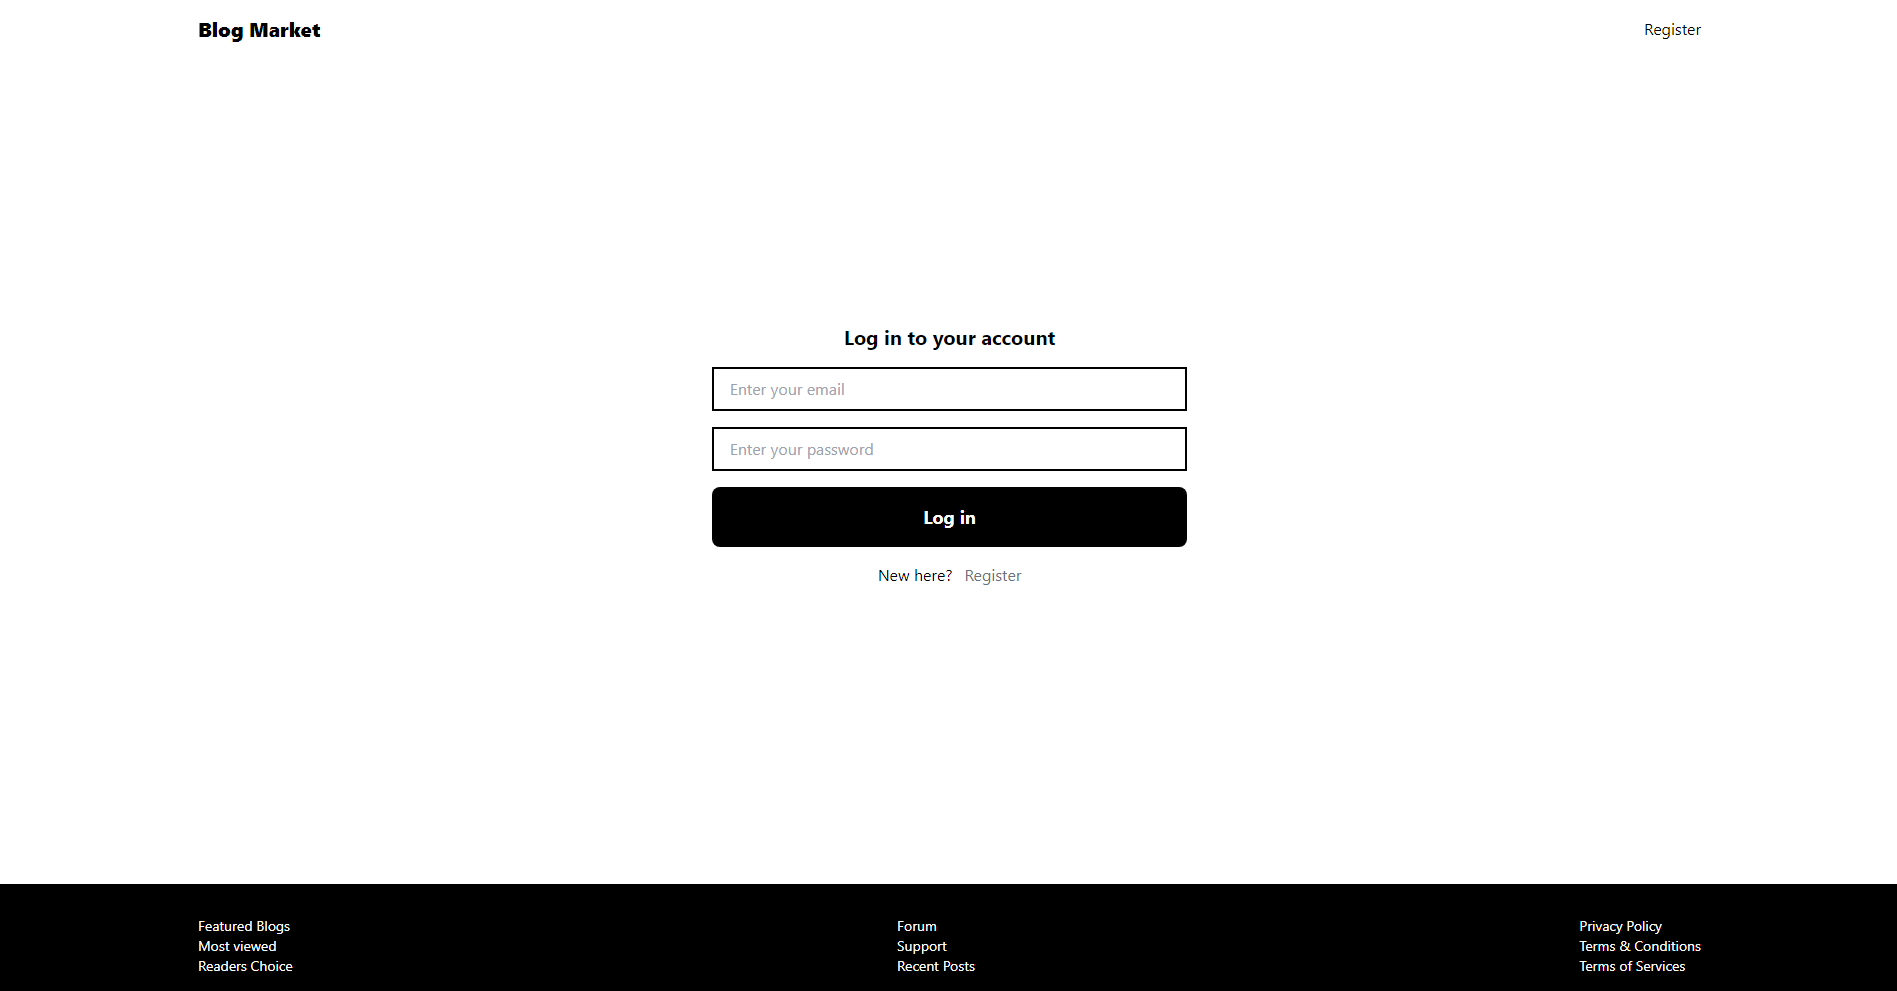 Blog Market
Register
Log in to your account
Enter your email
Enter your password
Log in
New here? Register
Featured Blogs
Most viewed
Readers Choice
Forum
Support
Recent Posts
Privacy Policy
Terms & Conditions
Terms of Services